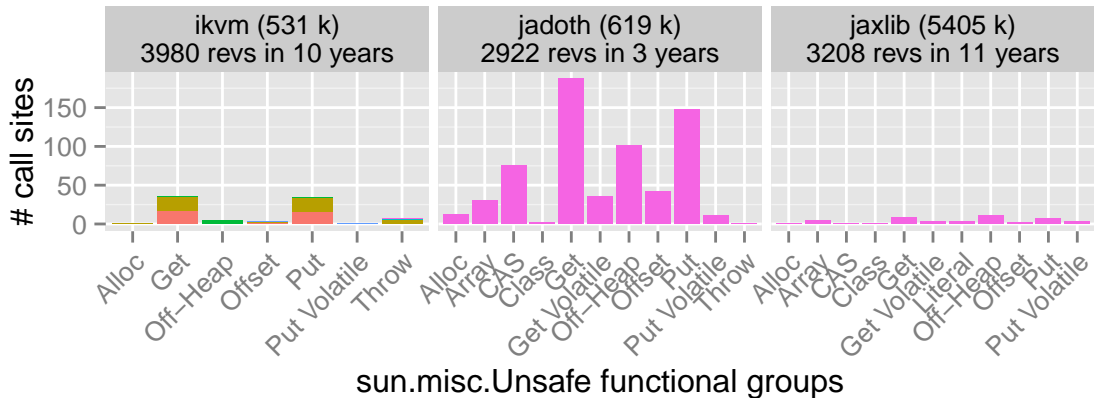 ikvm (531 k)
3980 revs in 10 years
jadoth (619 k)
2922 revs in 3 years
jaxlib (5405 k)
3208 revs in 11 years
# call sites
150
100
50
0
Alloc
Get
Off-Heap
Offset
Put
Put Volatile
Throw
Alloc
Array
CAS
Class
Get
Get Volatile
Off-Heap
Offset
Put
Put Volatile
Throw
Alloc
Array
CAS
Class
Get
Get Volatile
Literal
Off-Heap
Offset
Put
Put Volatile
sun.misc.Unsafe functional groups